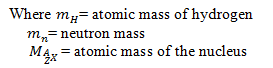 Where m_H= atomic mass of hydrogen
m_n= neutron mass
M_{^A_Z X} = atomic mass of the nucleus